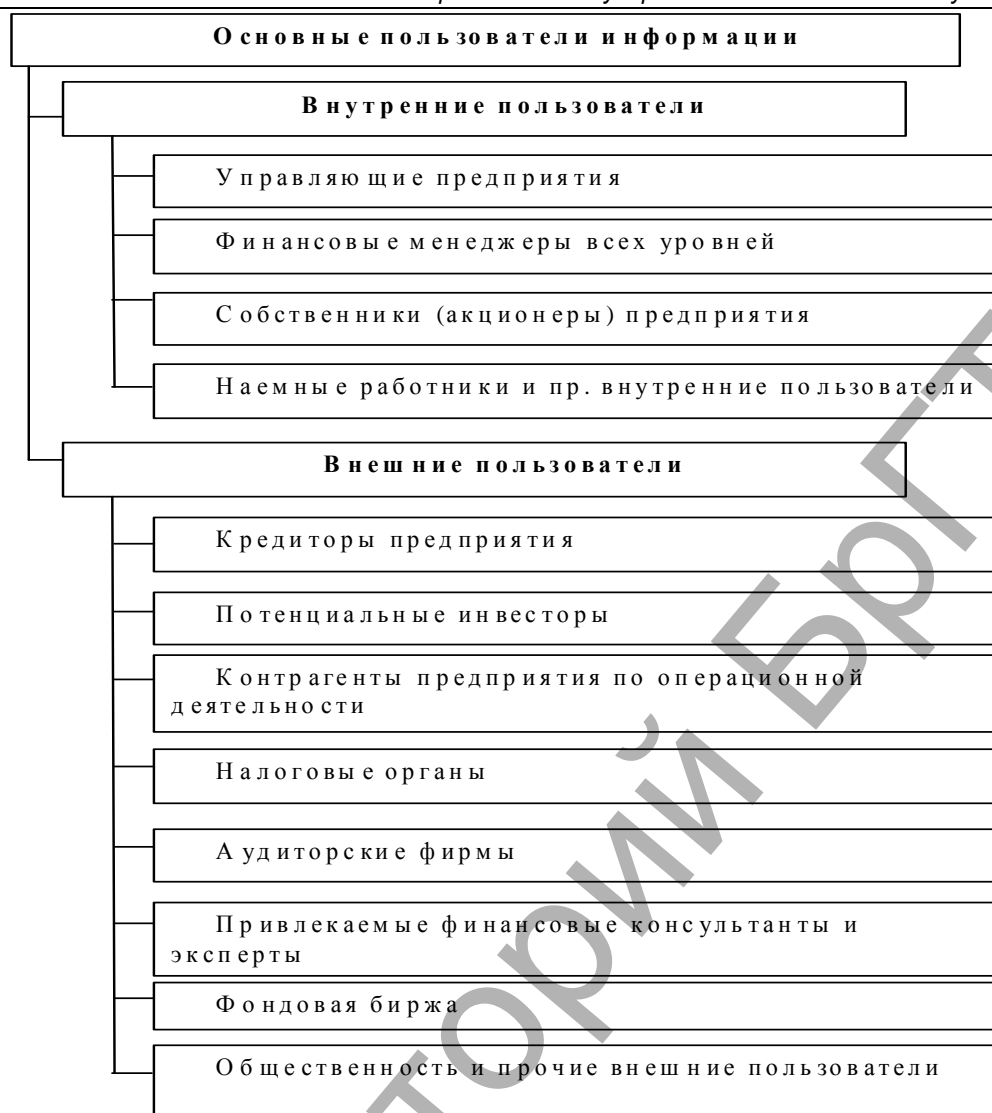 Основные пользователи информации
Внутренние пользователи
Управляющие предприятия
Финансовые менеджеры всех уровней
Собственники (акционеры) предприятия
Наемные работники и пр. внутренние пользователи
Внешние пользователи
Кредиторы предприятия
Потенциальные инвесторы
Контрагенты предприятия по операционной
деятельности
Налоговые органы
Аудиторские фирмы
Привлекаемые финансовые консультанты и
эксперты
Фондовая биржа
Общественность и прочие внешние пользователи